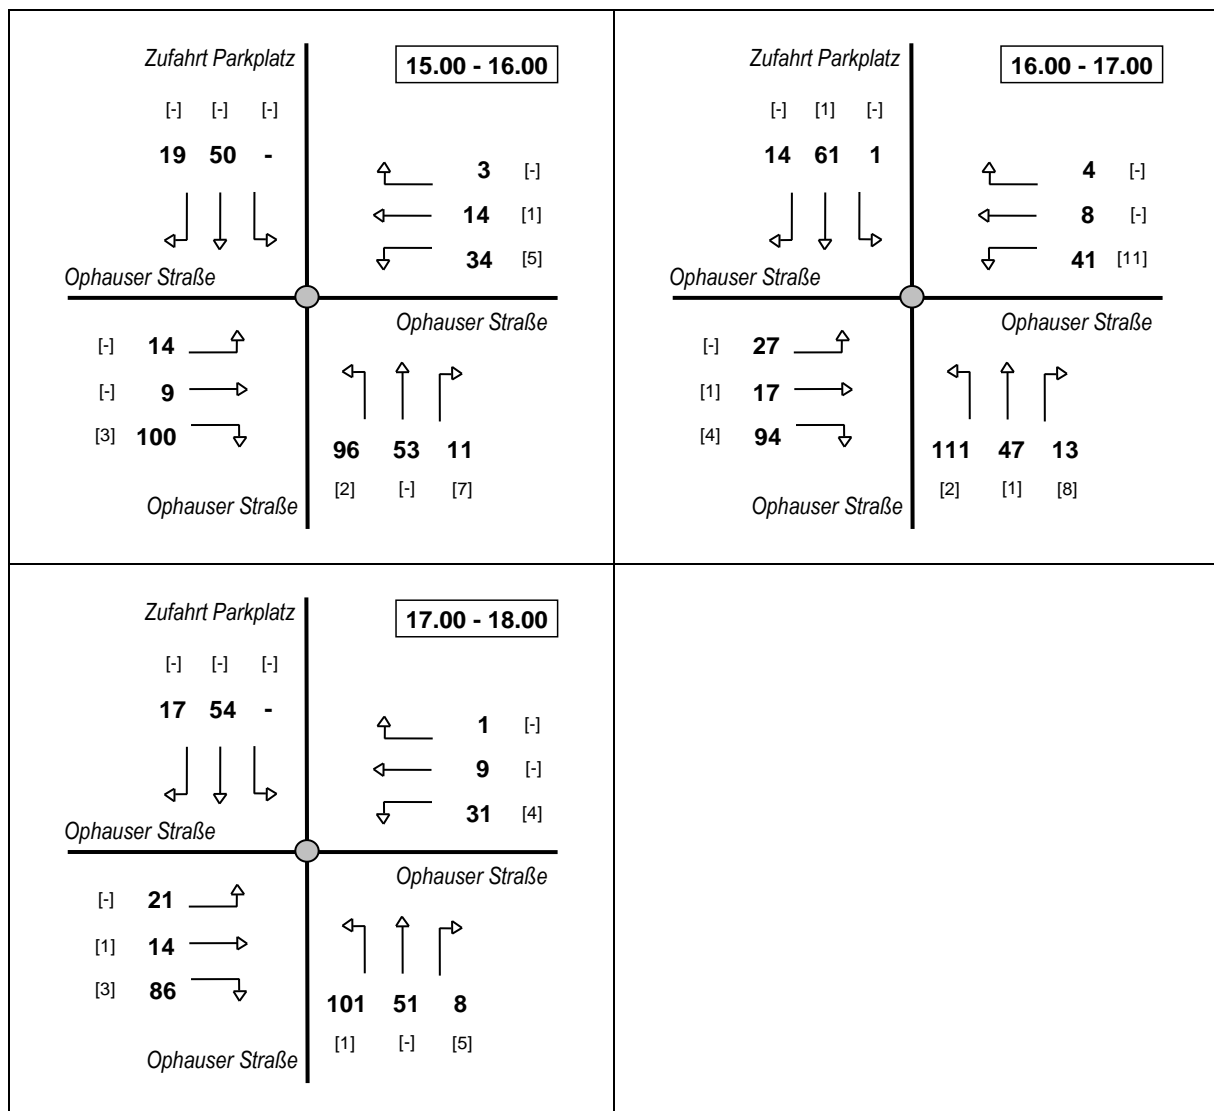 Zufahrt Parkplatz
15.00 - 16.00
[-] [-] [-]
19 50 -
3 [-]
14 [1]
34 [5]
Ophauser Straße
Ophauser Straße
[-] 14
[-] 9
[3] 100
96 53 11
[2] [-] [7]
Ophauser Straße
Zufahrt Parkplatz
16.00 - 17.00
[-] [1] [-]
14 61 1
4 [-]
8 [-]
41 [11]
Ophauser Straße
Ophauser Straße
[-] 27
[1] 17
[4] 94
111 47 13
[2] [1] [8]
Ophauser Straße
Zufahrt Parkplatz
17.00 - 18.00
[-] [-] [-]
17 54 -
1 [-]
9 [-]
31 [4]
Ophauser Straße
Ophauser Straße
[-] 21
[1] 14
[3] 86
101 51 8
[1] [-] [5]
Ophauser Straße